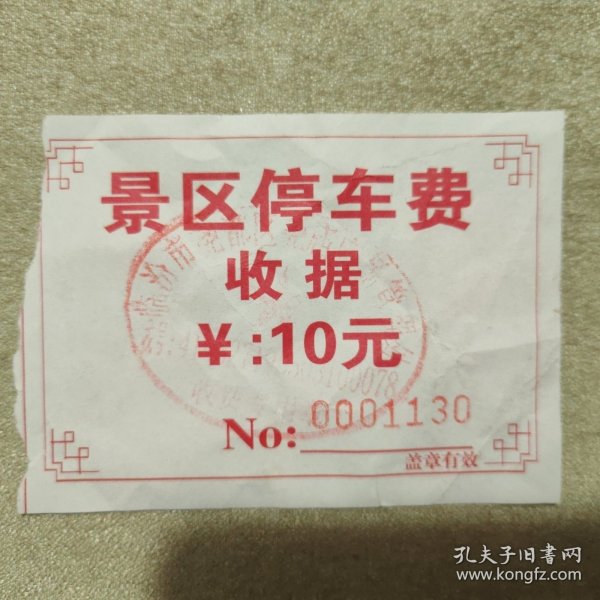 景区停车费
收据
￥:10元
No: 0001130
盖章有效
孔夫子旧书网
www.kongfz.com